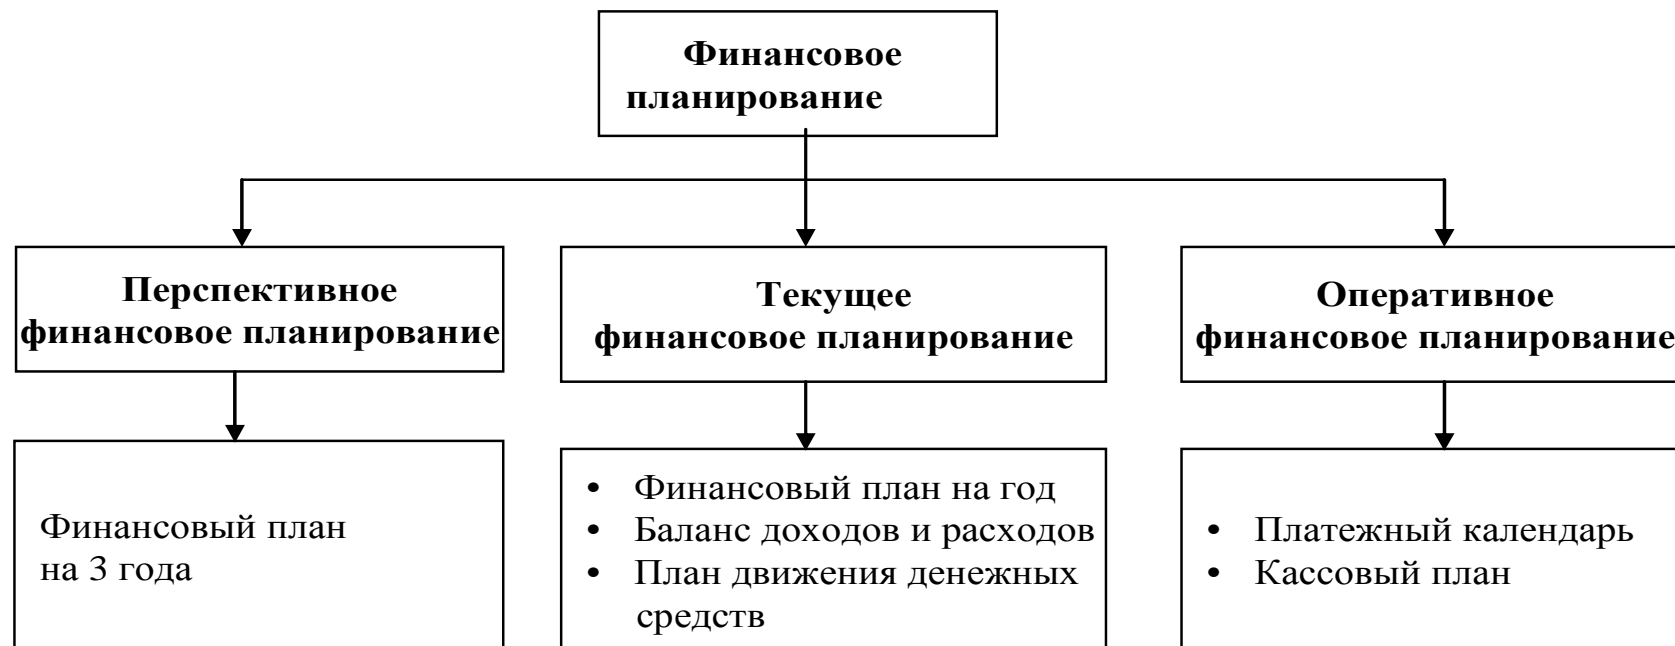 Финансовое
планирование
Перспективное
финансовое планирование
Текущее
финансовое планирование
Оперативное
финансовое планирование
Финансовый план
на 3 года
• Финансовый план на год
• Баланс доходов и расходов
• План движения денежных
средств
• Платежный календарь
• Кассовый план